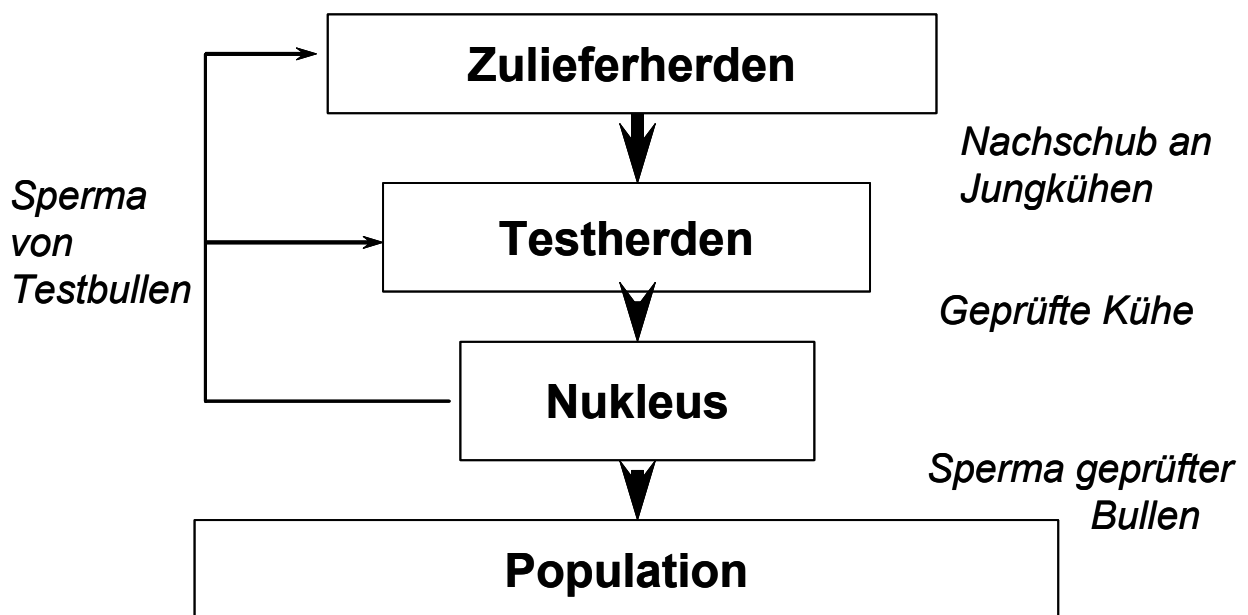 Zulieferherden
Nachschub an
Jungkühen
Sperma
von
Testbullen
Testherden
Geprüfte Kühe
Nukleus
Sperma geprüfter
Bullen
Population